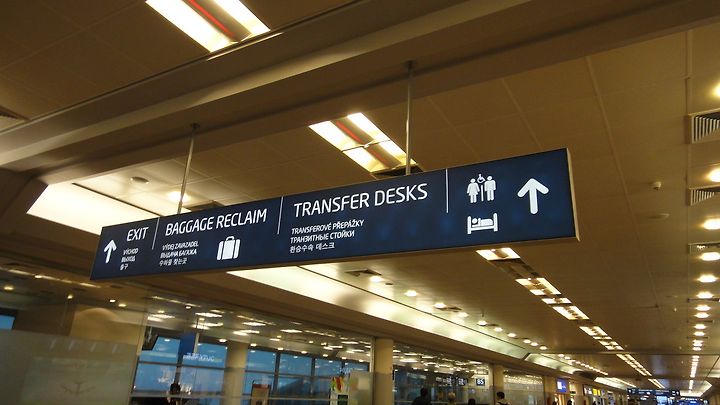 EXIT
VÝCHOD
ВЫХОД
출구
BAGGAGE RECLAIM
VÝDEJ ZAVAZADEL
ВЫДАЧА БАГАЖА
수하물 찾는곳
TRANSFER DESKS
TRANSFEROVÉ PŘEPÁŽKY
ТРАНЗИТНЫЕ СТОЙКИ
환승수속 데스크
B5